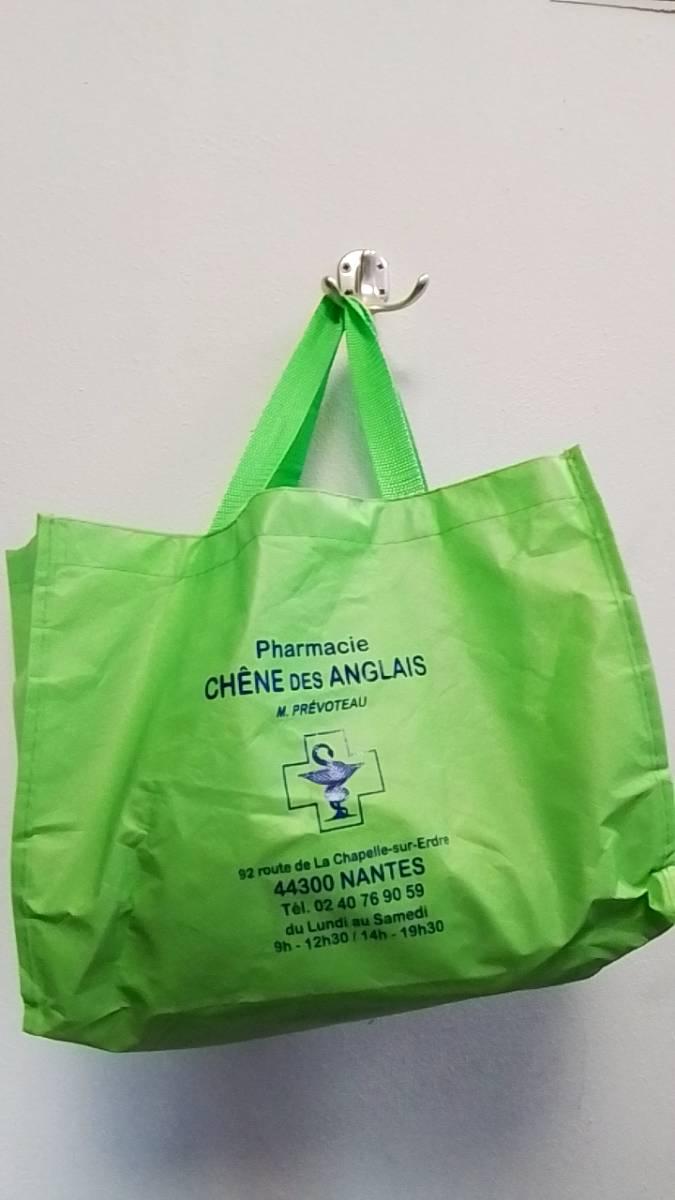 Pharmacie
CHÊNE DES ANGLAIS
M. PRÉVOTEAU
92 route de La Chapelle-sur-Erdre
44300 NANTES
Tél. 02 40 76 90 59
du Lundi au Samedi
9h - 12h30 / 14h - 19h30